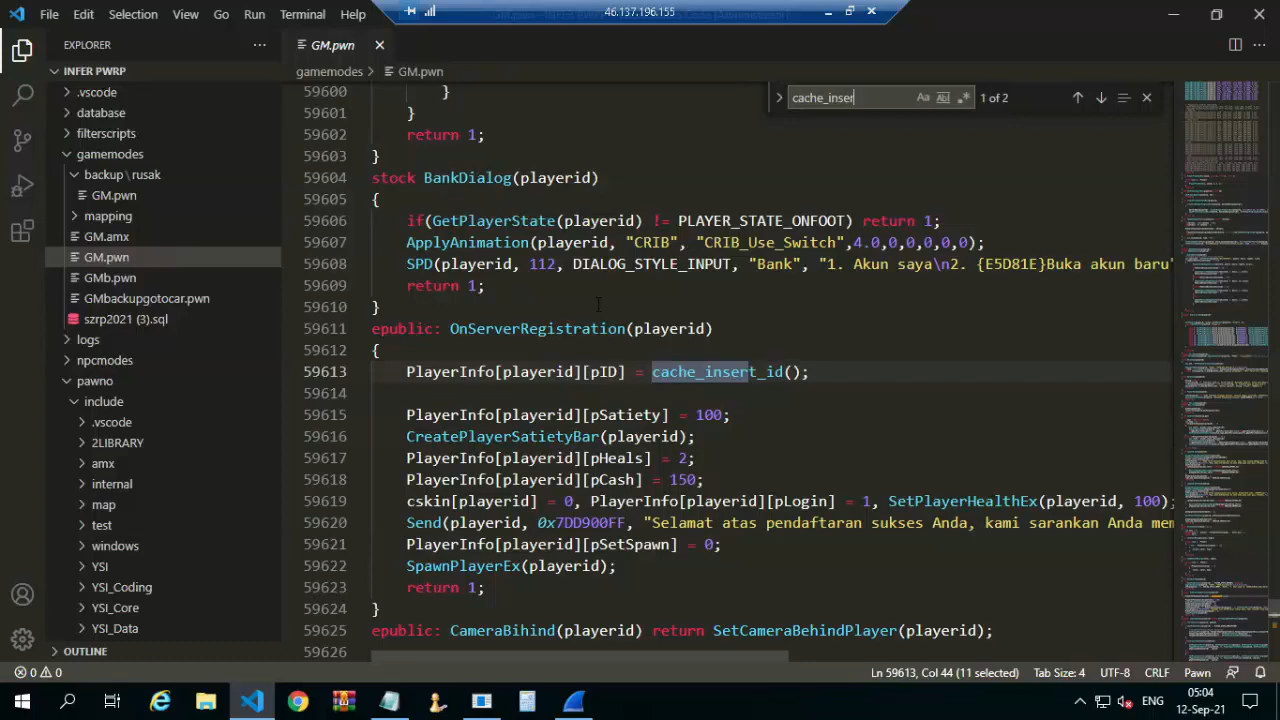 File Edit Selection View Go Run Terminal Help
46.137.196.155
EXPLORER
INFER PWRP
.vscode
database
filterscripts
gamemodes
backup \ rusak
GM.pwn
mapping
GM.amx
GM.pwn
GMb.pwn
GMbackupgotocar.pwn
szrp2021 (3).sql
logs
npcmodes
pawno
include
.vscode
2LIBRARY
amx
internal
map
test
windows
YSI
YSI_Coding
YSI_Core
YSI_Data
OUTLINE
GM.pwn
gamemodes > GM.pwn
cache_inser
1 of 2
59600 }
59601 }
59602 return 1;
59603 }
59604 stock BankDialog(playerid)
59605 {
59606 if(GetPlayerState(playerid) != PLAYER_STATE_ONFOOT) return 1;
59607 ApplyAnimation(playerid, "CRIB", "CRIB_Use_Switch",4.0,0,0,0,0,0);
59608 SPD(playerid, 112, DIALOG_STYLE_INPUT, "Bank", "1. Akun saya\n2. {E5D81E}Buka akun baru"
59609 return 1;
59610 }
59611 epublic: OnServerRegistration(playerid)
59612 {
59613 PlayerInfo[playerid][pID] = cache_insert_id();
59614
59615 PlayerInfo[playerid][pSatiety] = 100;
59616 CreatePlayerSatietyBar(playerid);
59617 PlayerInfo[playerid][pHeals] = 2;
59618 PlayerInfo[playerid][pCash] = 150;
59619 cskin[playerid] = 0, PlayerInfo[playerid][pLogin] = 1, SetPlayerHealthEx(playerid, 100);
59620 Send(playerid, 0x7DD900FF, "Selamat atas pendaftaran sukses Anda, kami sarankan Anda mem
59621 PlayerInfo[playerid][pSetSpawn] = 0;
59622 SpawnPlayerEx(playerid);
59623 return 1;
59624 }
59625 epublic: CameraBehind(playerid) return SetCameraBehindPlayer(playerid);
59626
0 0
Ln 59613, Col 44 (11 selected) Tab Size: 4 UTF-8 CRLF Pawn
ENG
05:04
12-Sep-21